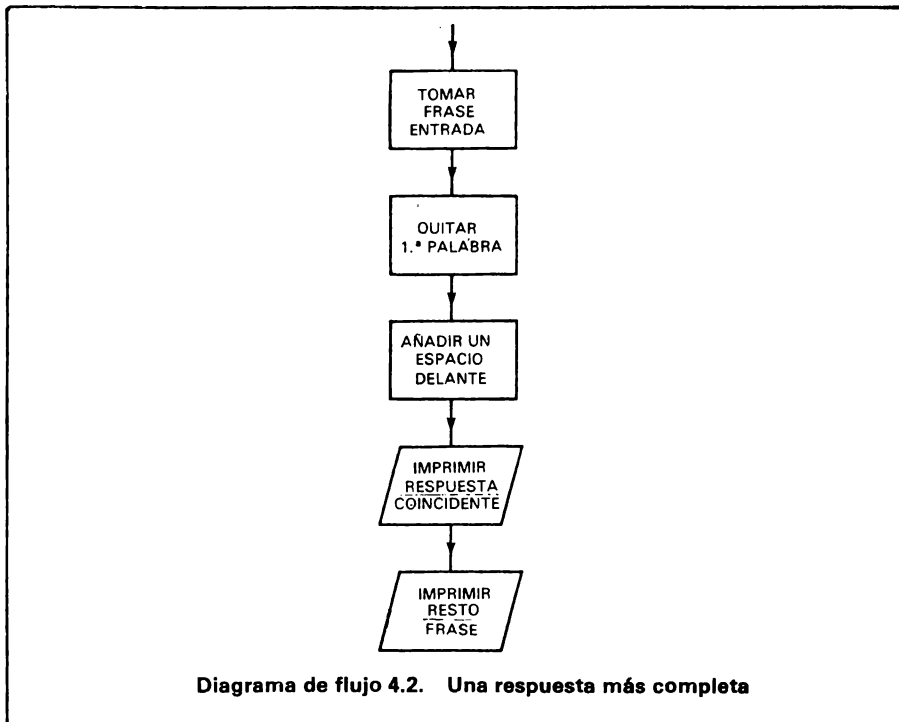 TOMAR
FRASE
ENTRADA
QUITAR
1.ª PALABRA
AÑADIR UN
ESPACIO
DELANTE
IMPRIMIR
RESPUESTA
COINCIDENTE
IMPRIMIR
RESTO
FRASE
Diagrama de flujo 4.2. Una respuesta más completa